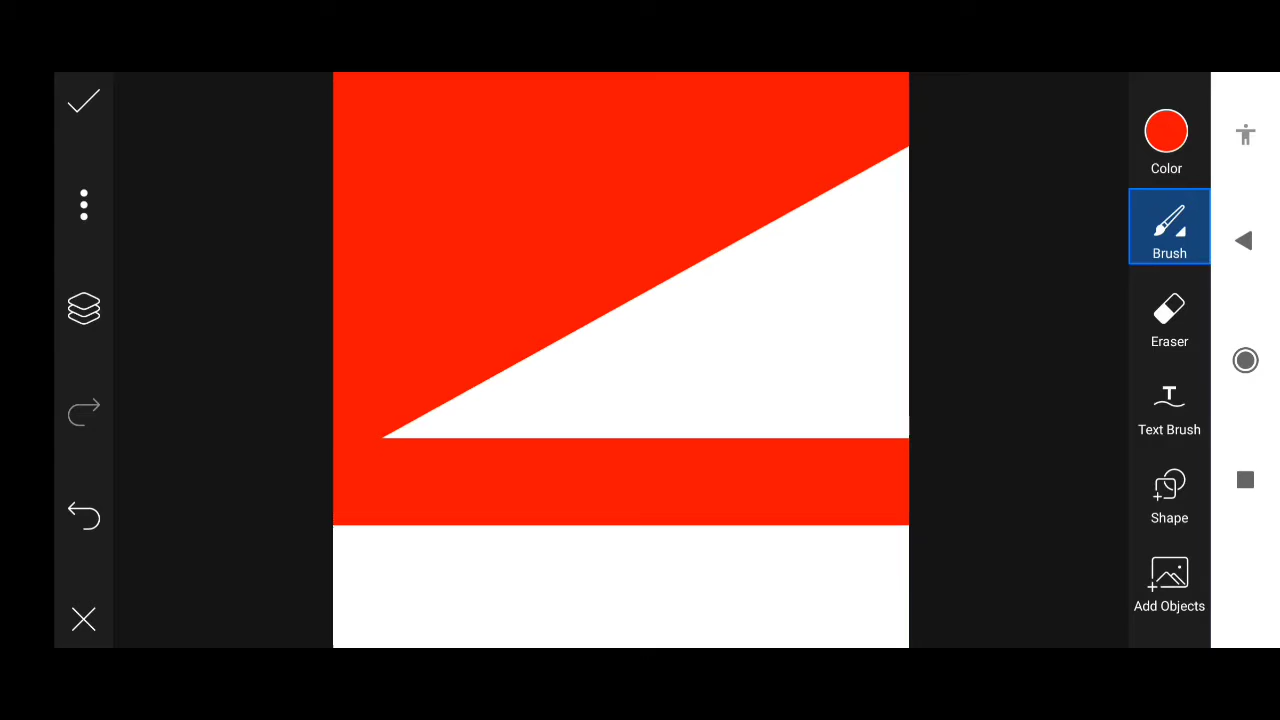 Color
Brush
Eraser
Text Brush
Shape
Add Objects